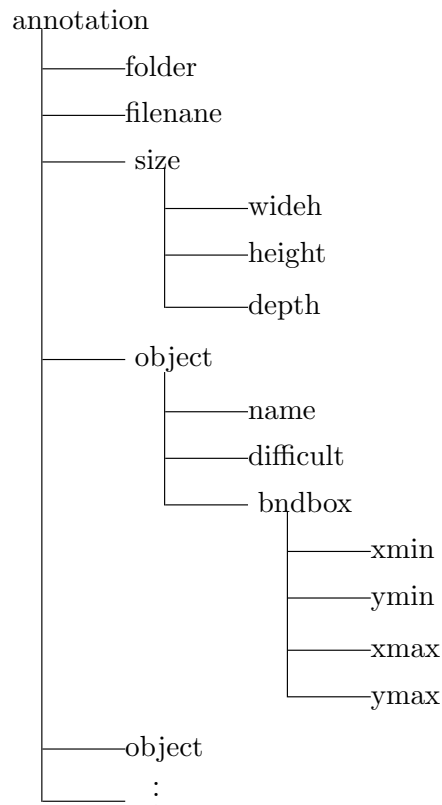 annotation
folder
filenane
size
wideh
height
depth
object
name
difficult
bndbox
xmin
ymin
xmax
ymax
object
: